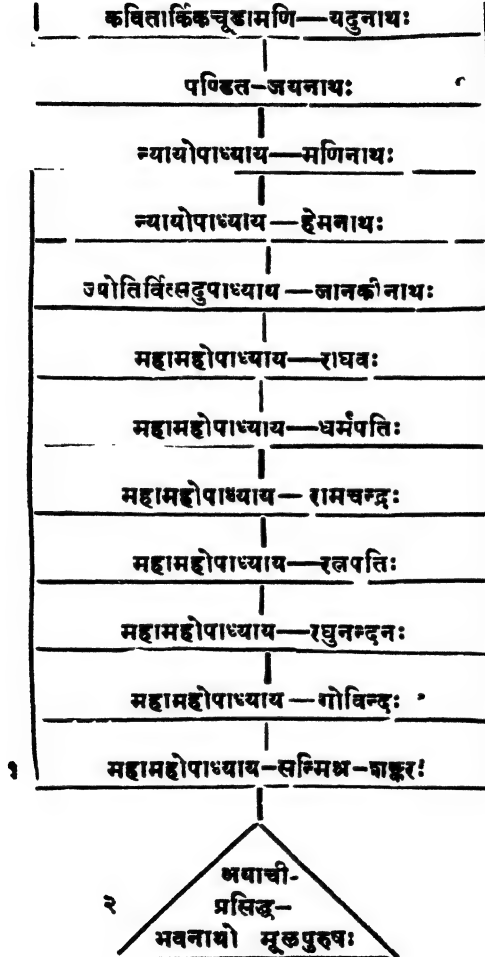 कवितार्किकचूडामणि—यदुनाथः
पण्डित-जयनाथः
न्यायोपाध्याय—मणिनाथः
न्यायोपाध्याय—हेमनाथः
ज्योतिर्वित्सदुपाध्याय—जानकीनाथः
महामहोपाध्याय—राघवः
महामहोपाध्याय—धर्मपतिः
महामहोपाध्याय—रामचन्द्रः
महामहोपाध्याय—रत्नपतिः
महामहोपाध्याय—रघुनन्दनः
महामहोपाध्याय—गोविन्दः
१ महामहोपाध्याय-सन्मिश्र-शङ्करः
अयाची-
२ प्रसिद्ध-
भवनाथो मूलपुरुषः